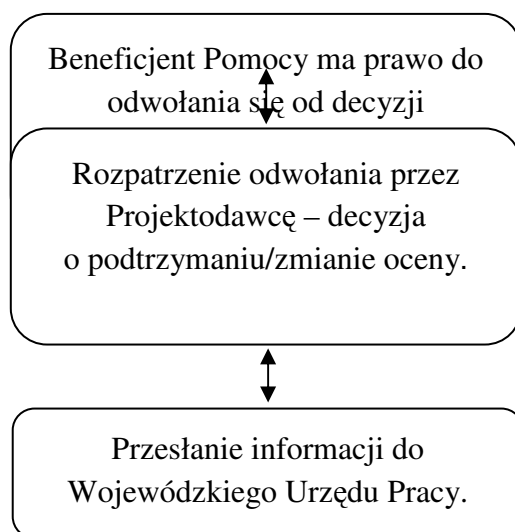 Beneficjent Pomocy ma prawo do
odwołania się od decyzji
Rozpatrzenie odwołania przez
Projektodawcę – decyzja
o podtrzymaniu/zmianie oceny.
Przesłanie informacji do
Wojewódzkiego Urzędu Pracy.